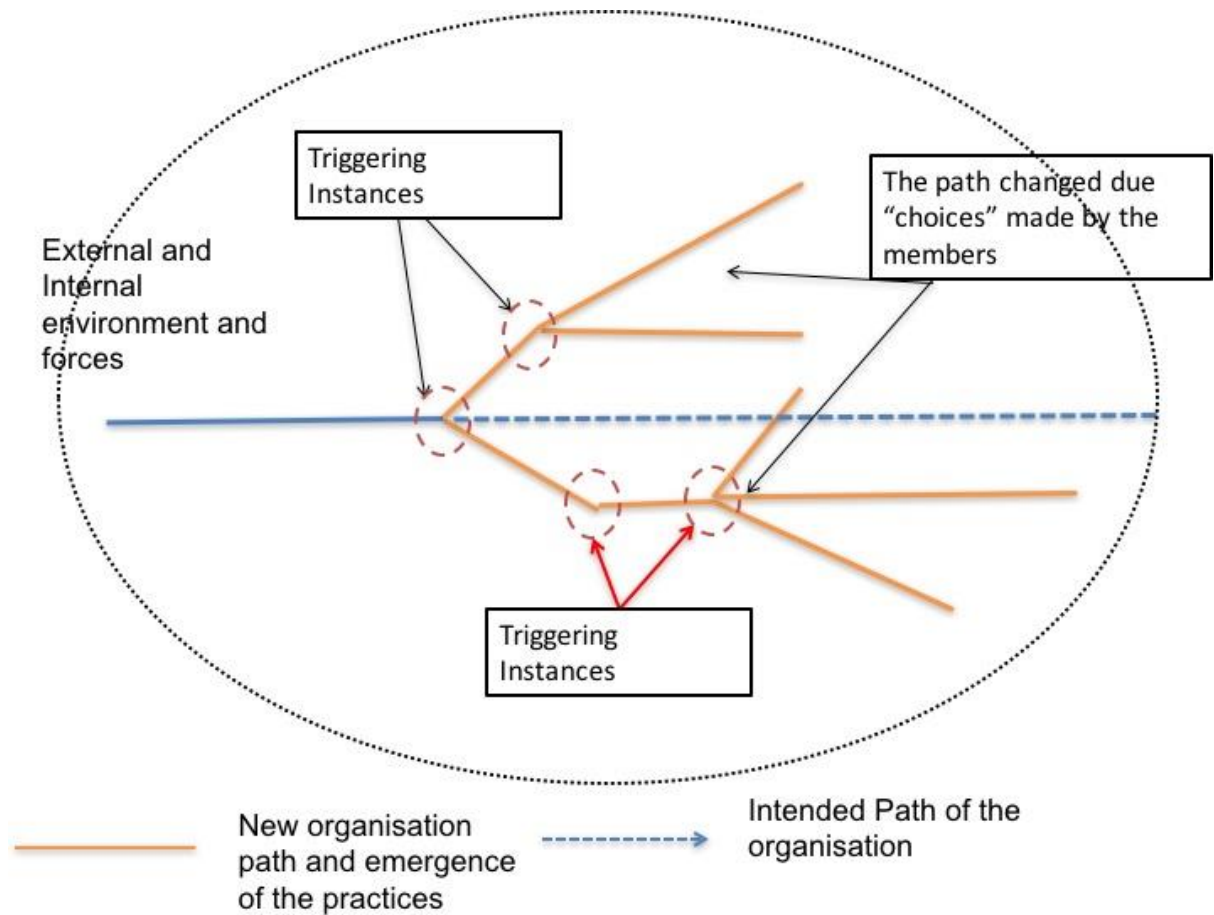 Triggering
Instances
The path changed due
“choices” made by the
members
External and
Internal
environment and
forces
Triggering
Instances
New organisation
path and emergence
of the practices
Intended Path of the
organisation